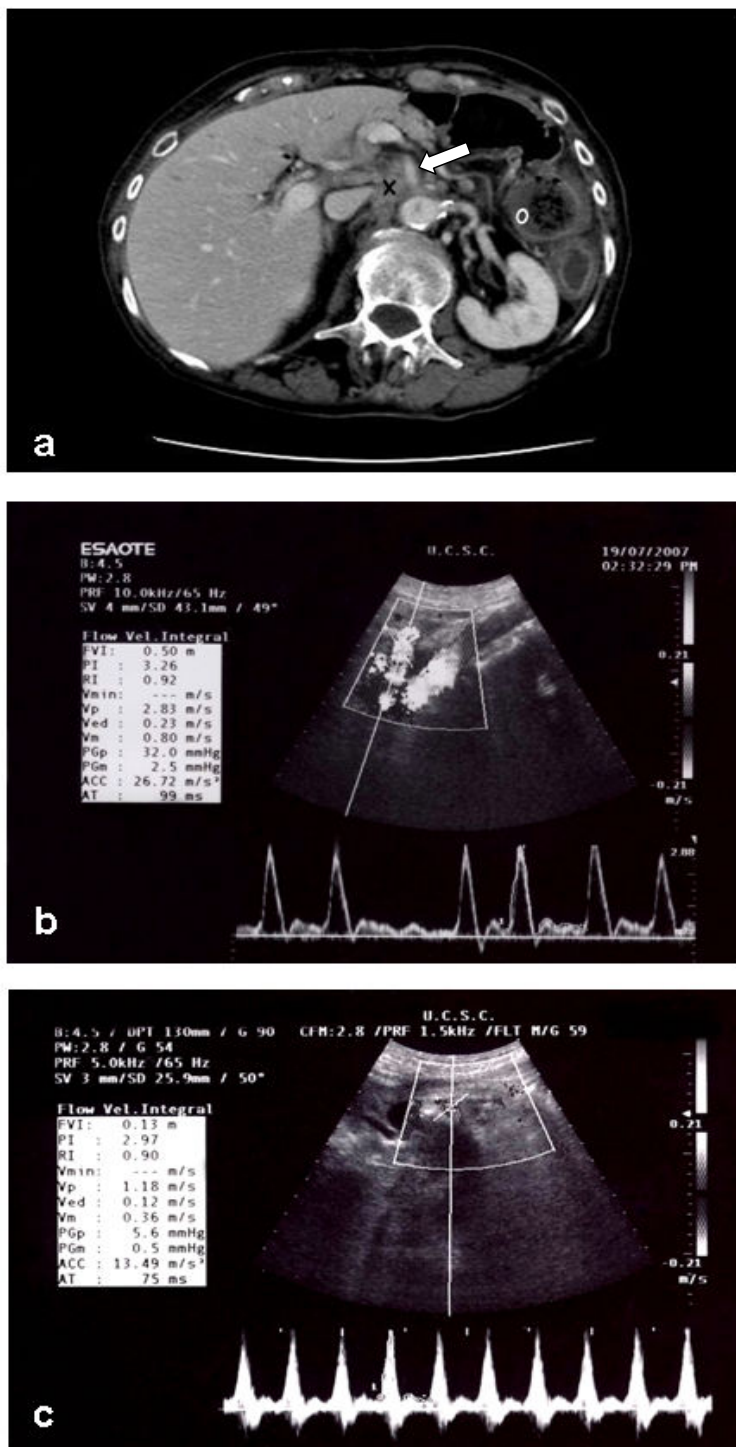 a
ESAOTE
B:4.5
PW:2.8
PRF 10.0kHz/65 Hz
SV 4 mm/SD 43.1mm / 49°
U.C.S.C.
19/07/2007
02:32:29 PM
Flow Vel.Integral
FVI: 0.50 m
PI : 3.26
RI : 0.92
Vmin: --- m/s
Vp : 2.83 m/s
Ved : 0.23 m/s
Vm : 0.80 m/s
PGp : 32.0 mmHg
PGm : 2.5 mmHg
ACC : 26.72 m/s²
AT : 99 ms
0.21
-0.21
m/s
2.88
b
U.C.S.C.
B:4.5 / DPT 130mm / G 90 CFM:2.8 /PRF 1.5kHz /FLT M/G 59
PW:2.8 / G 54
PRF 5.0kHz /65 Hz
SV 3 mm/SD 25.9mm / 50°
Flow Vel.Integral
FVI: 0.13 m
PI : 2.97
RI : 0.90
Vmin: --- m/s
Vp : 1.18 m/s
Ved : 0.12 m/s
Vm : 0.36 m/s
PGp : 5.6 mmHg
PGm : 0.5 mmHg
ACC : 13.49 m/s²
AT : 75 ms
0.21
-0.21
m/s
c